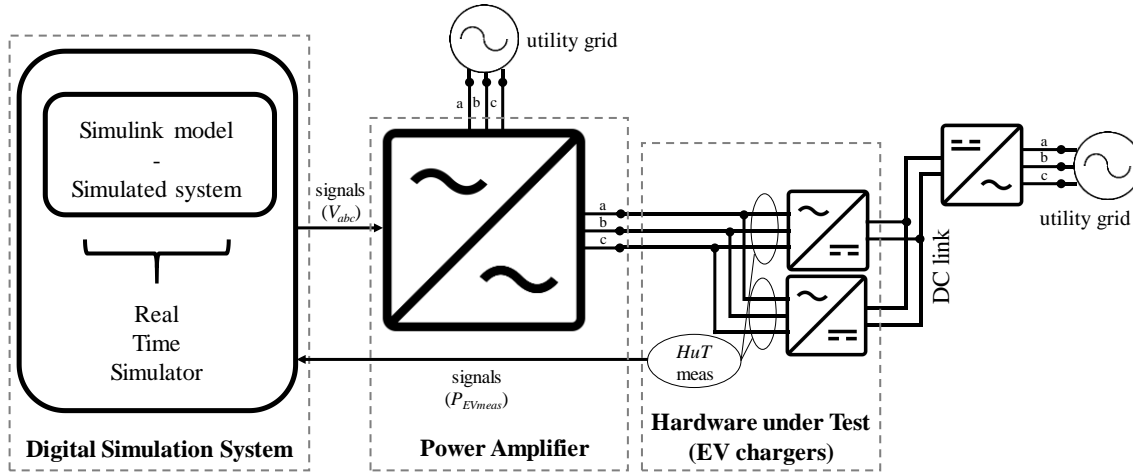 utility grid
a b c
Simulink model
-
Simulated system
Real
Time
Simulator
signals
(V_abc)
a
b
c
signals
(P_EVmeas)
HuT
meas
DC link
a
b
c
utility grid
Digital Simulation System
Power Amplifier
Hardware under Test
(EV chargers)